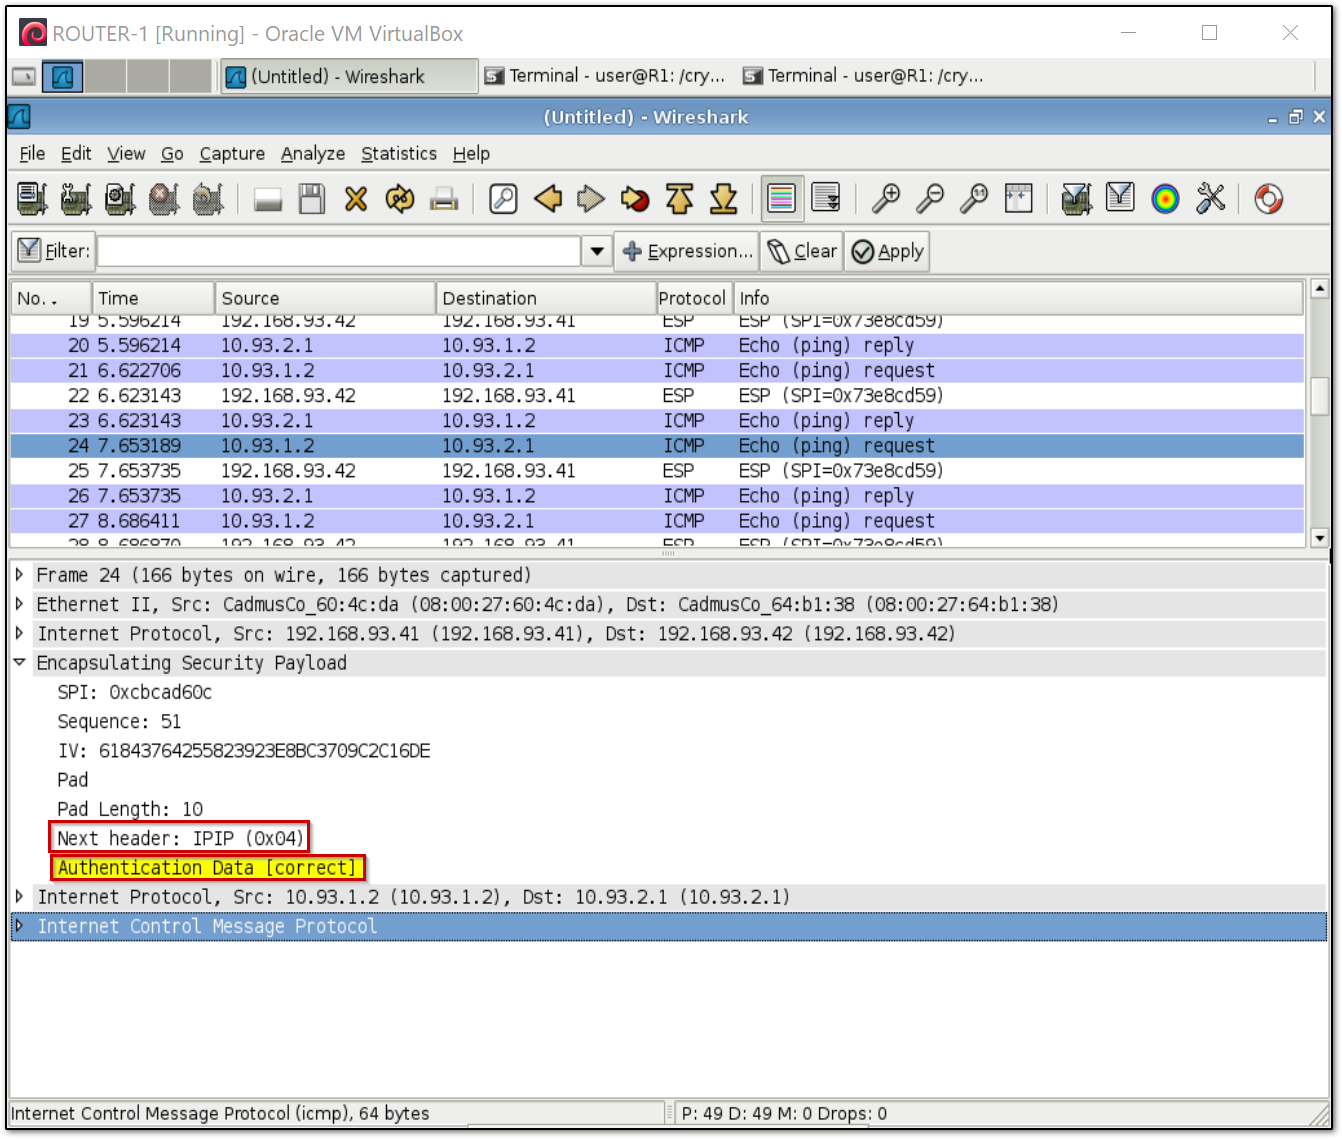 ROUTER-1 [Running] - Oracle VM VirtualBox
(Untitled) - Wireshark Terminal - user@R1: /cry... Terminal - user@R1: /cry...
(Untitled) - Wireshark
File Edit View Go Capture Analyze Statistics Help
Filter: Expression... Clear Apply
No. . Time Source Destination Protocol Info
19 5.596214 192.168.93.42 192.168.93.41 ESP ESP (SPI=0x73e8cd59)
20 5.596214 10.93.2.1 10.93.1.2 ICMP Echo (ping) reply
21 6.622706 10.93.1.2 10.93.2.1 ICMP Echo (ping) request
22 6.623143 192.168.93.42 192.168.93.41 ESP ESP (SPI=0x73e8cd59)
23 6.623143 10.93.2.1 10.93.1.2 ICMP Echo (ping) reply
24 7.653189 10.93.1.2 10.93.2.1 ICMP Echo (ping) request
25 7.653735 192.168.93.42 192.168.93.41 ESP ESP (SPI=0x73e8cd59)
26 7.653735 10.93.2.1 10.93.1.2 ICMP Echo (ping) reply
27 8.686411 10.93.1.2 10.93.2.1 ICMP Echo (ping) request
28 8.686870 192.168.93.42 192.168.93.41 ESP ESP (SPI=0x73e8cd59)
Frame 24 (166 bytes on wire, 166 bytes captured)
Ethernet II, Src: CadmusCo_60:4c:da (08:00:27:60:4c:da), Dst: CadmusCo_64:b1:38 (08:00:27:64:b1:38)
Internet Protocol, Src: 192.168.93.41 (192.168.93.41), Dst: 192.168.93.42 (192.168.93.42)
Encapsulating Security Payload
SPI: 0xcbcad60c
Sequence: 51
IV: 61843764255823923E8BC3709C2C16DE
Pad
Pad Length: 10
Next header: IPIP (0x04)
Authentication Data [correct]
Internet Protocol, Src: 10.93.1.2 (10.93.1.2), Dst: 10.93.2.1 (10.93.2.1)
Internet Control Message Protocol
Internet Control Message Protocol (icmp), 64 bytes P: 49 D: 49 M: 0 Drops: 0